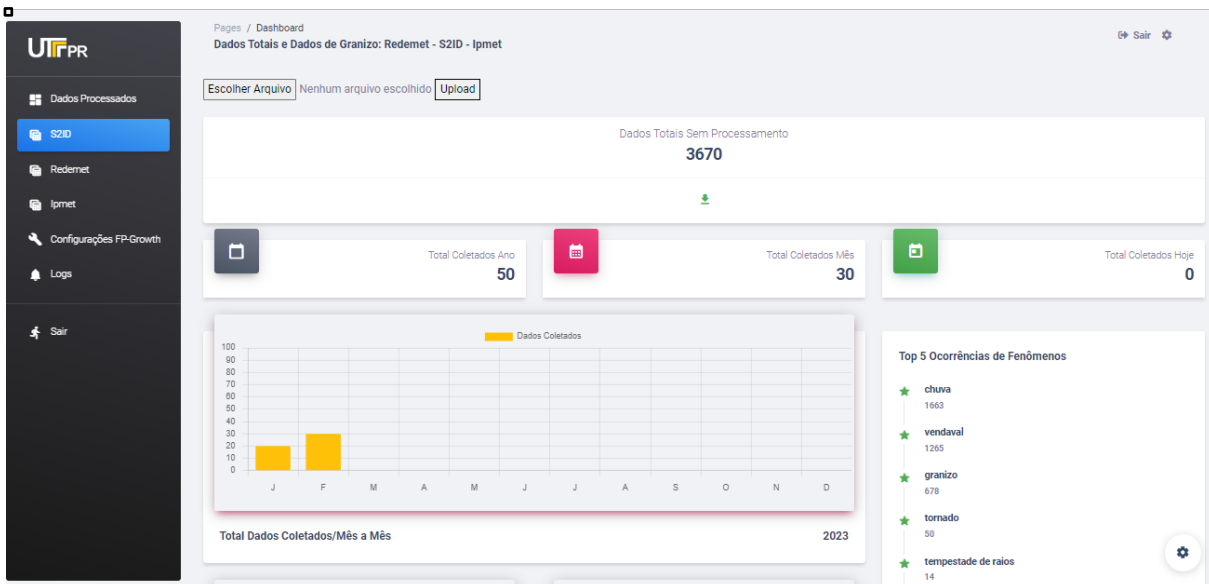 UTFPR
Dados Processados
S2ID
Redemet
Ipmet
Configurações FP-Growth
Logs
Sair
Pages / Dashboard
Dados Totais e Dados de Granizo: Redemet - S2ID - Ipmet
Sair
Escolher Arquivo Nenhum arquivo escolhido Upload
Dados Totais Sem Processamento
3670
Total Coletados Ano
50
Total Coletados Mês
30
Total Coletados Hoje
0
Dados Coletados
100
90
80
70
60
50
40
30
20
10
0
J F M A M J J A S O N D
Total Dados Coletados/Mês a Mês 2023
Top 5 Ocorrências de Fenômenos
chuva
1663
vendaval
1265
granizo
678
tornado
50
tempestade de raios
14